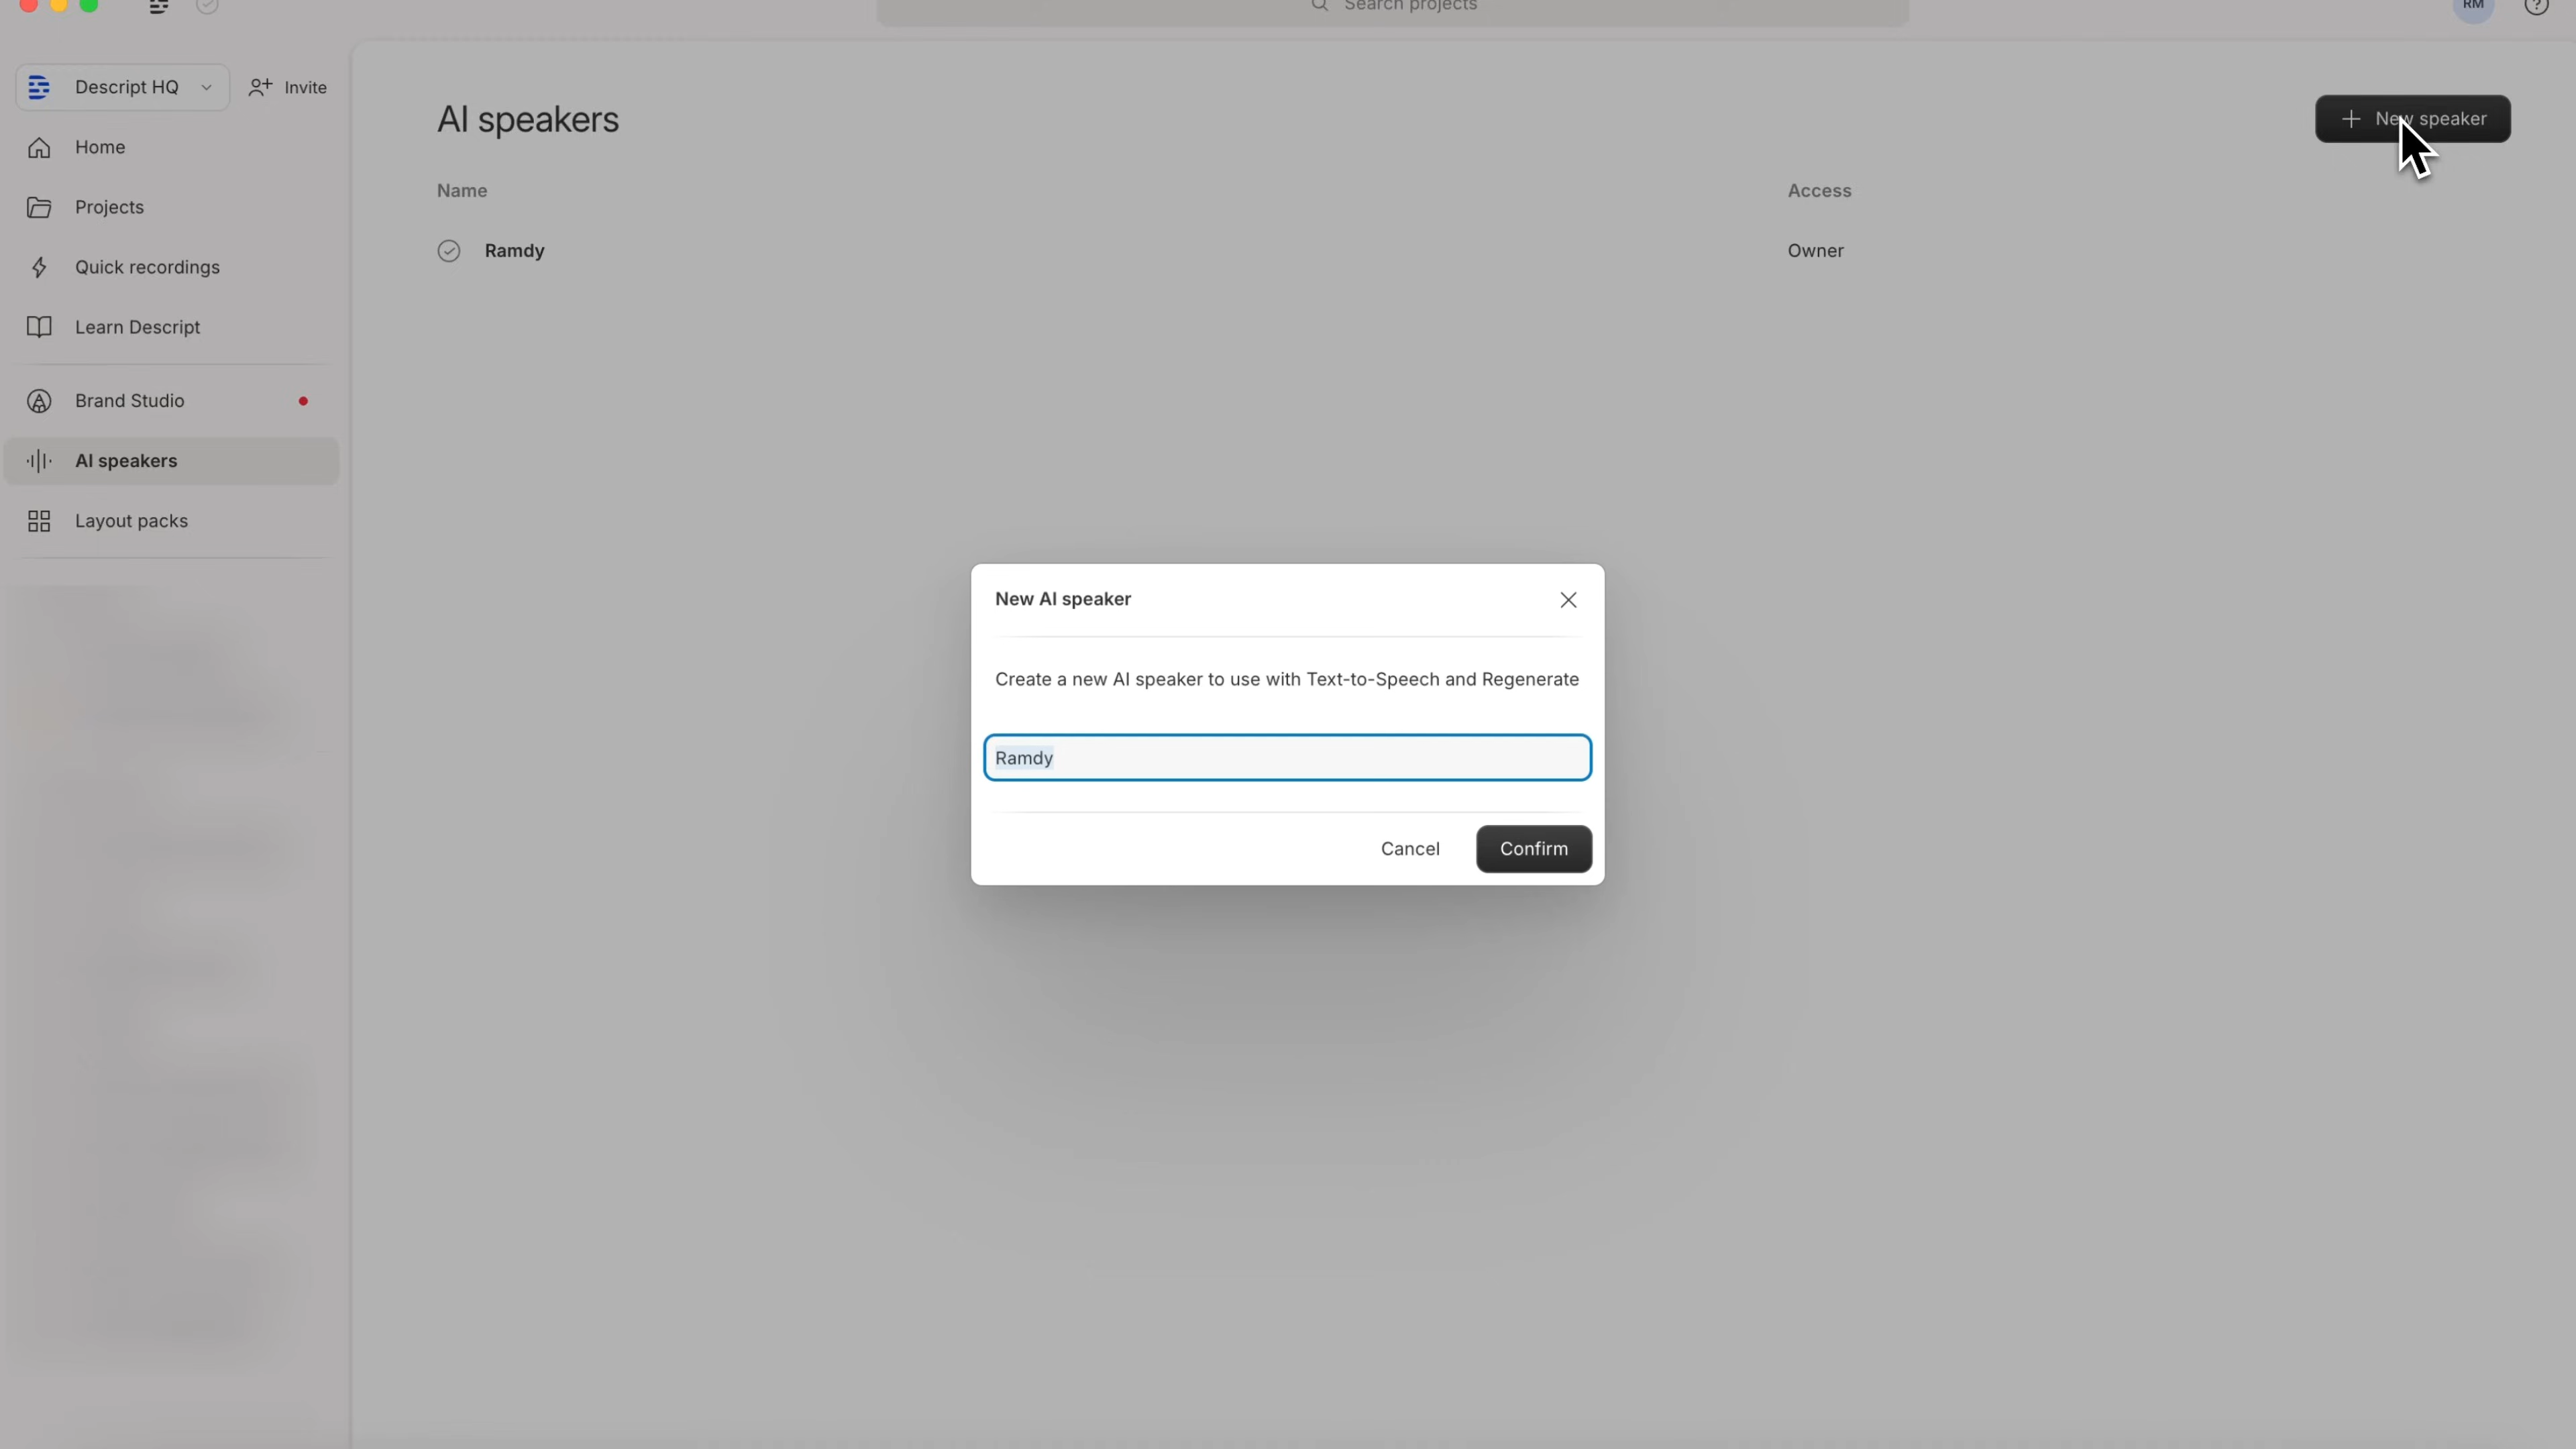 Search projects
RM
Descript HQ
Invite
Home
Projects
Quick recordings
Learn Descript
Brand Studio
AI speakers
Layout packs
AI speakers
New speaker
Name
Access
Ramdy
Owner
New AI speaker
Create a new AI speaker to use with Text-to-Speech and Regenerate
Ramdy
Cancel
Confirm